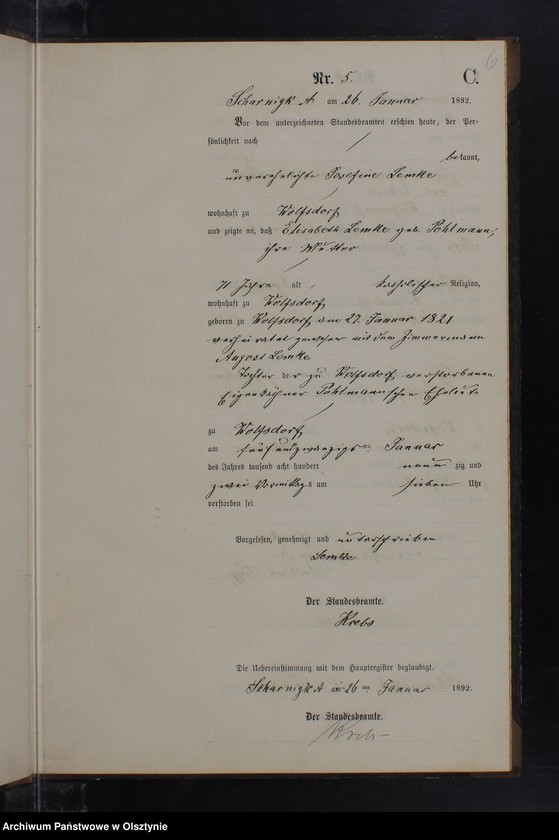 6
Nr. 5. C.
Scharnigk A am 26. Januar 1892.
Vor dem unterzeichneten Standesbeamten erschien heute, der Per-
sönlichkeit nach
bekannt,
unverehelichte Josefine Lemke
wohnhaft zu Wolfsdorf
und zeigte an, daß Elisabeth Lemke geb. Pohlmann,
ihre Mutter
71 Jahre alt, katholischer Religion,
wohnhaft zu Wolfsdorf
geboren zu Wolfsdorf am 27. Januar 1821
verheiratet gewesen mit dem Zimmermann
August Lemke
Tochter der zu Wolfsdorf verstorbenen
Eigenkäthner Pohlmannschen Eheleute
zu Wolfsdorf
am fünfundzwanzigsten Januar
des Jahres tausend acht hundert neun zig und
zwei Vormittags um sieben Uhr
verstorben sei
Vorgelesen, genehmigt und unterschrieben
Lemke
Der Standesbeamte.
Krebs
Die Uebereinstimmung mit dem Hauptregister beglaubigt.
Scharnigk A am 26ten Januar 1892.
Der Standesbeamte.
Krebs
Archiwum Państwowe w Olsztynie